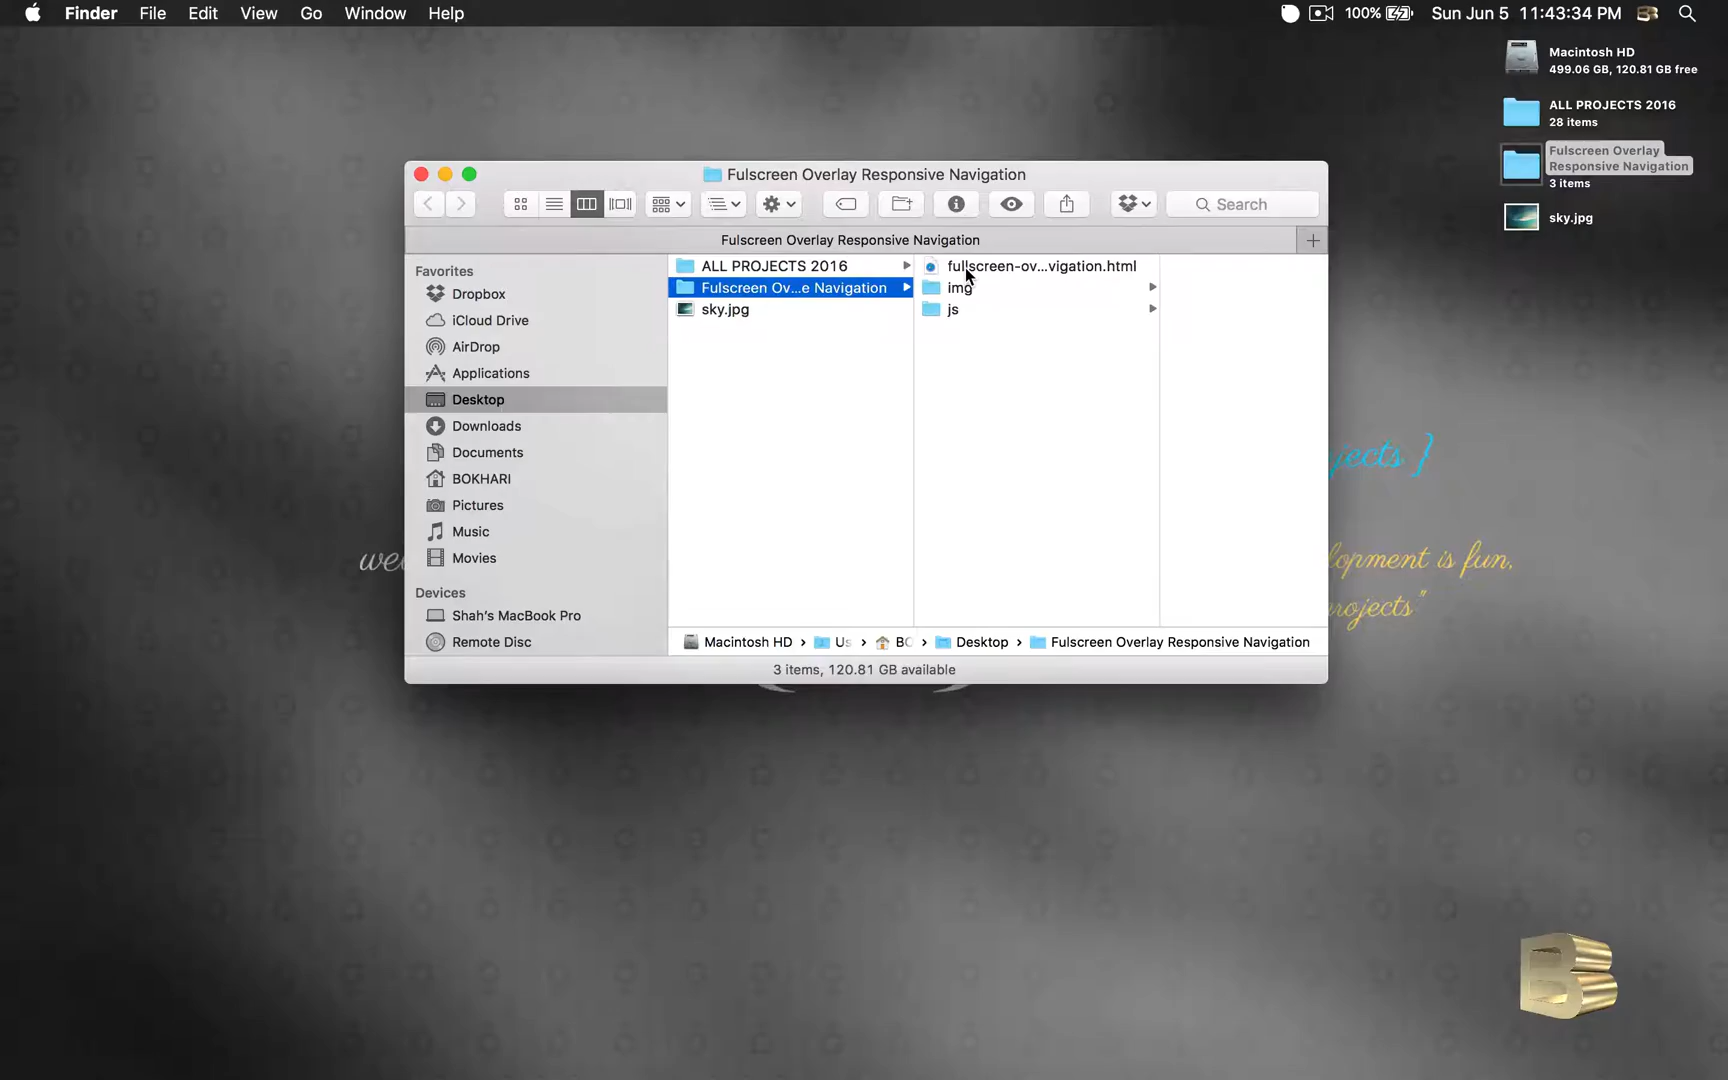 Finder File Edit View Go Window Help 100% Sun Jun 5 11:43:34 PM
Macintosh HD
499.06 GB, 120.81 GB free
ALL PROJECTS 2016
28 items
Fulscreen Overlay
Responsive Navigation
3 items
sky.jpg
Fulscreen Overlay Responsive Navigation
Search
Fulscreen Overlay Responsive Navigation
Favorites
Dropbox
iCloud Drive
AirDrop
Applications
Desktop
Downloads
Documents
BOKHARI
Pictures
Music
Movies
Devices
Shah's MacBook Pro
Remote Disc
ALL PROJECTS 2016
Fulscreen Ov...e Navigation
sky.jpg
fullscreen-ov...vigation.html
img
js
Macintosh HD › Us › BO › Desktop › Fulscreen Overlay Responsive Navigation
3 items, 120.81 GB available
jects }
we
lopment is fun,
rojects"
B